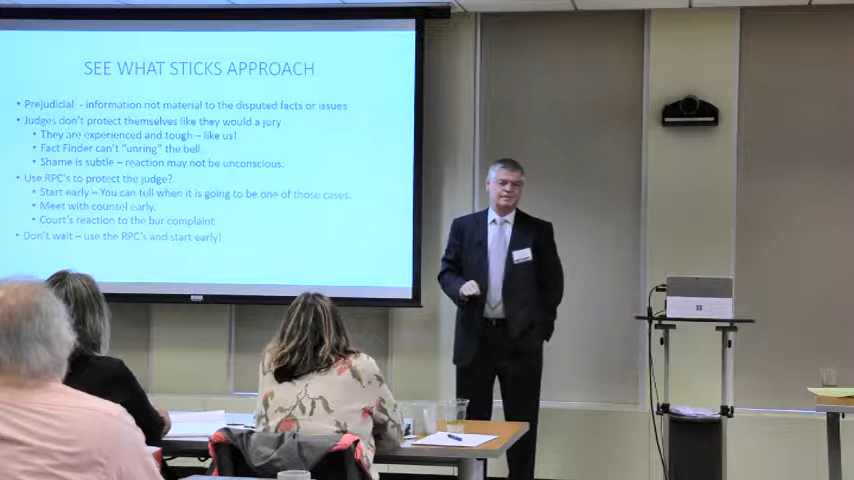 SEE WHAT STICKS APPROACH
• Prejudicial - information not material to the disputed facts or issues
• Judges don't protect themselves like they would a jury
• They are experienced and tough – like us!
• Fact Finder can't "unring" the bell.
• Shame is subtle – reaction may not be unconscious.
• Use RPC's to protect the judge?
• Start early – You can tell when it is going to be one of those cases.
• Meet with counsel early.
• Court's reaction to the bar complaint.
• Don't wait – use the RPC's and start early!